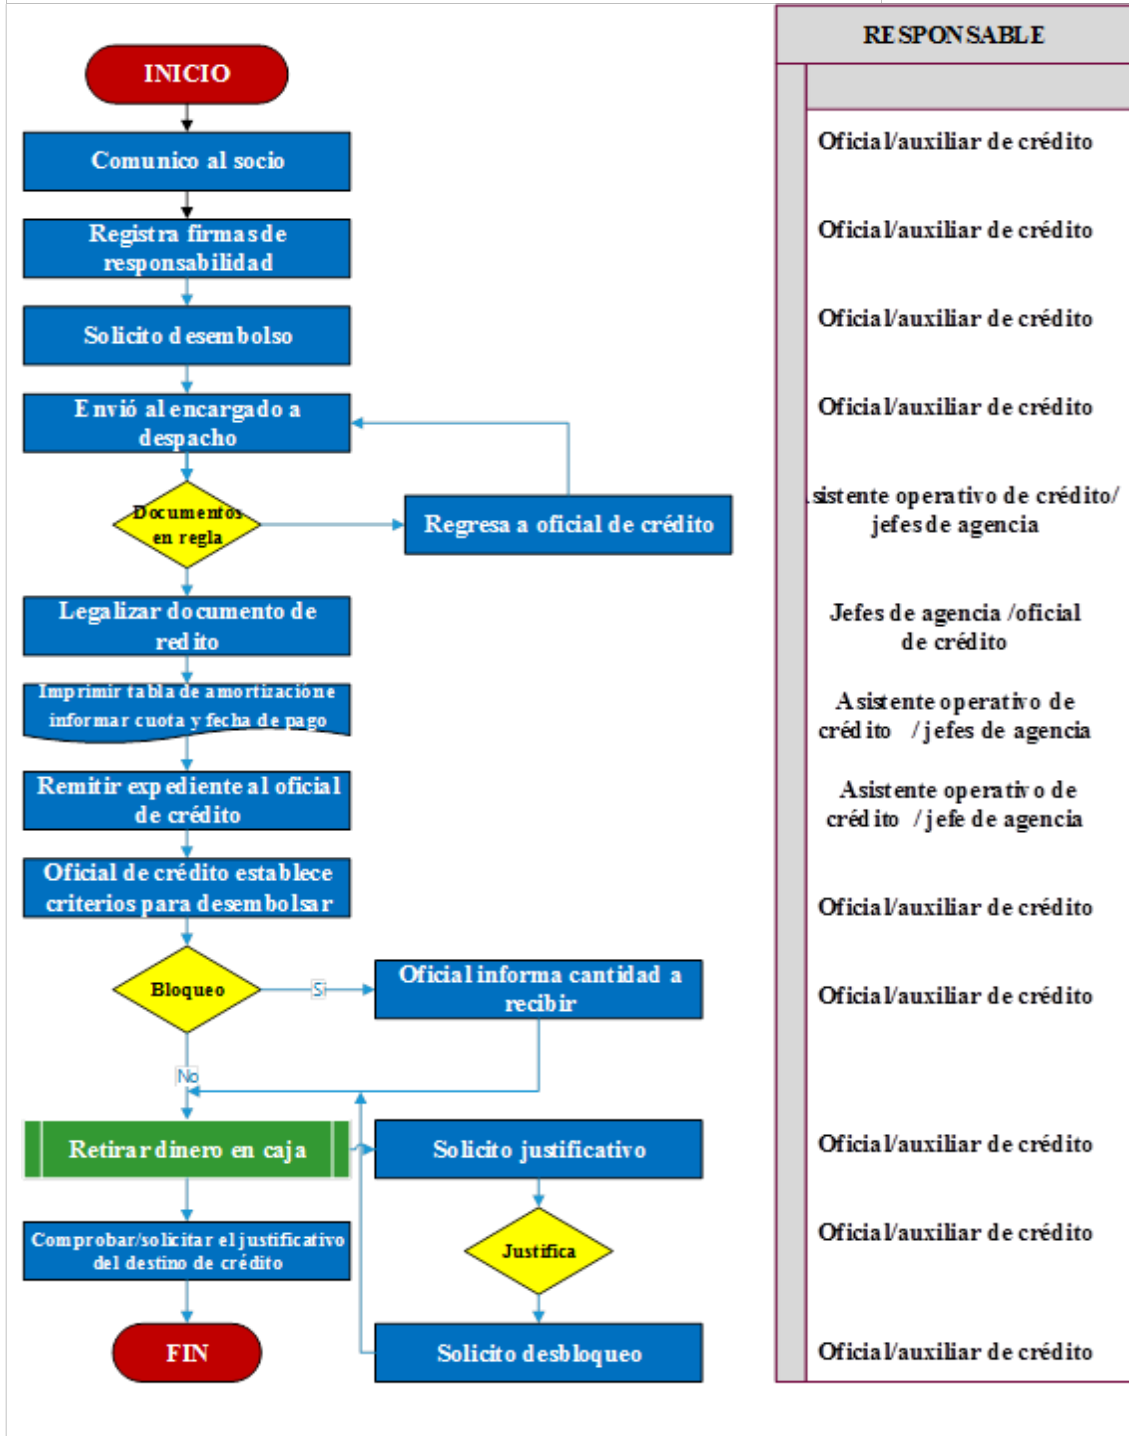 INICIO
Comunico al socio
Registra firmas de
responsabilidad
Solicito desembolso
Envió al encargado a
despacho
Documentos
en regla
Regresa a oficial de crédito
Legalizar documento de
redito
Imprimir tabla de amortización e
informar cuota y fecha de pago
Remitir expediente al oficial
de crédito
Oficial de crédito establece
criterios para desembolsar
Bloqueo
Si
Oficial informa cantidad a
recibir
No
Retirar dinero en caja
Solicito justificativo
Comprobar/solicitar el justificativo
del destino de crédito
Justifica
FIN
Solicito desbloqueo
RESPONSABLE
Oficial/auxiliar de crédito
Oficial/auxiliar de crédito
Oficial/auxiliar de crédito
Oficial/auxiliar de crédito
sistente operativo de crédito/
jefes de agencia
Jefes de agencia /oficial
de crédito
Asistente operativo de
crédito / jefes de agencia
Asistente operativo de
crédito / jefe de agencia
Oficial/auxiliar de crédito
Oficial/auxiliar de crédito
Oficial/auxiliar de crédito
Oficial/auxiliar de crédito
Oficial/auxiliar de crédito